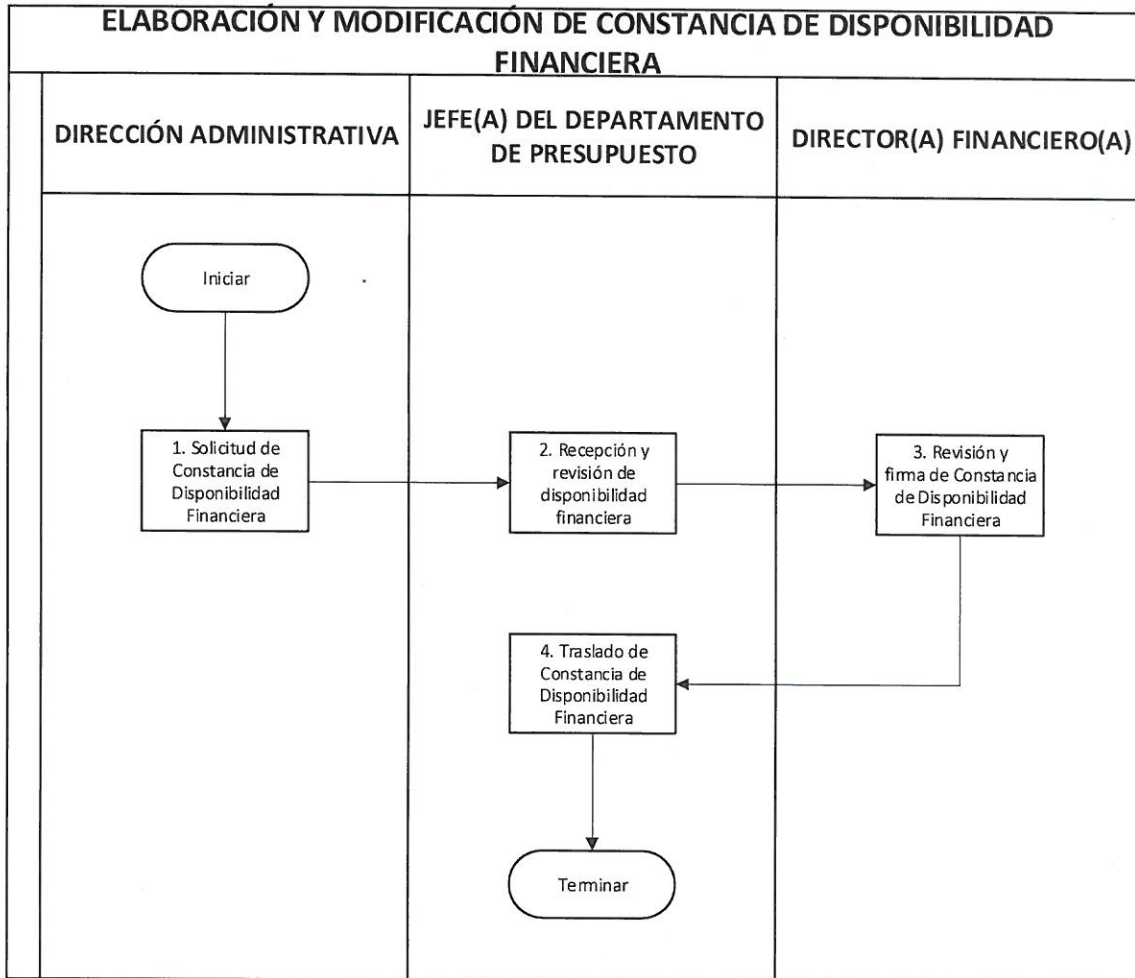 ELABORACIÓN Y MODIFICACIÓN DE CONSTANCIA DE DISPONIBILIDAD
FINANCIERA
DIRECCIÓN ADMINISTRATIVA
JEFE(A) DEL DEPARTAMENTO
DE PRESUPUESTO
DIRECTOR(A) FINANCIERO(A)
Iniciar
1. Solicitud de
Constancia de
Disponibilidad
Financiera
2. Recepción y
revisión de
disponibilidad
financiera
3. Revisión y
firma de Constancia
de Disponibilidad
Financiera
4. Traslado de
Constancia de
Disponibilidad
Financiera
Terminar